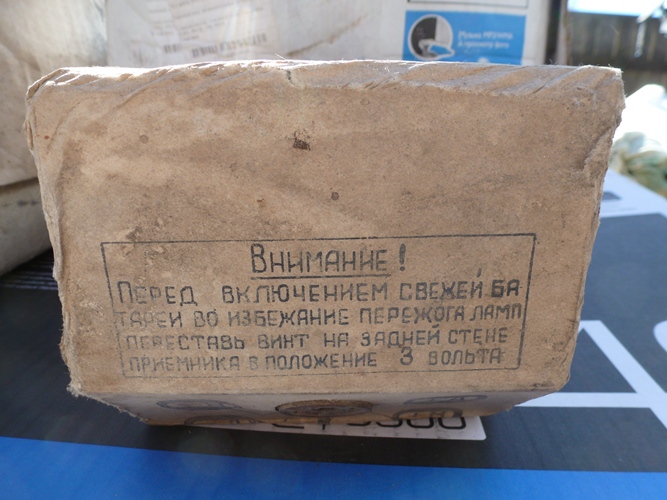 Внимание!
Перед включением свежей ба
тареи во избежание пережога ламп
переставь винт на задней стене
приемника в положение 3 вольта